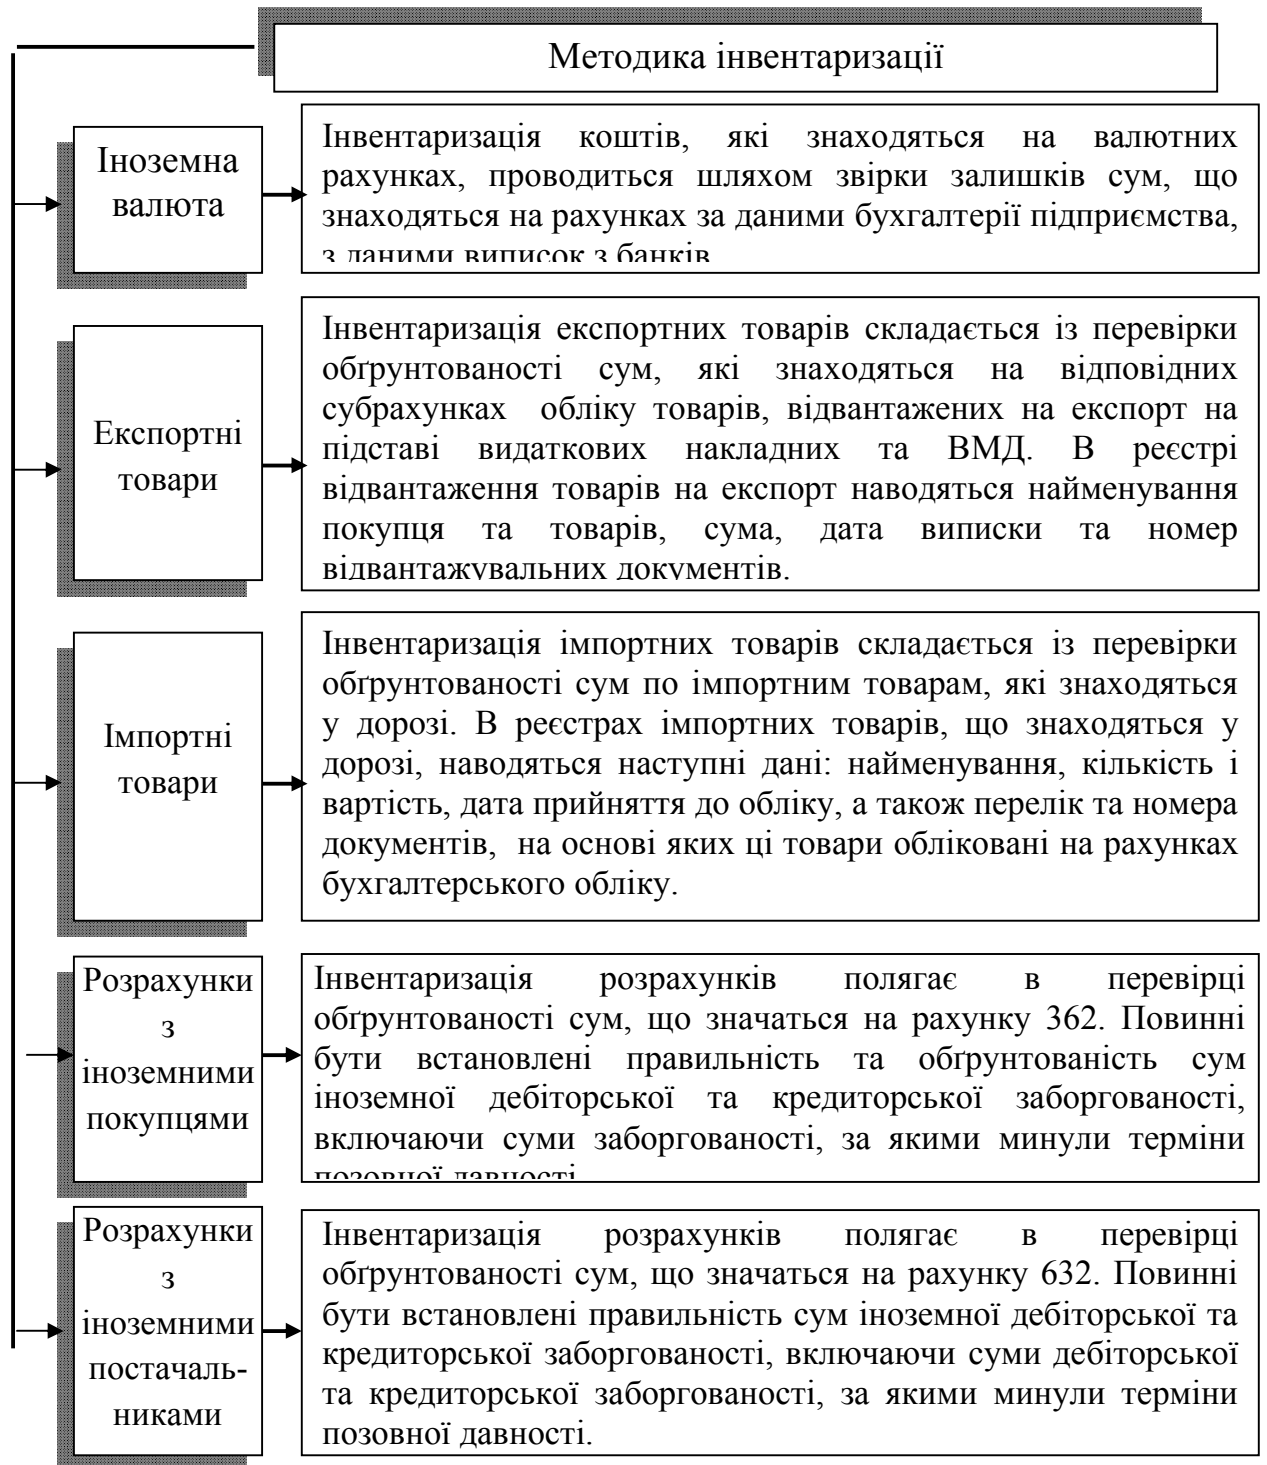 Методика інвентаризації
Іноземна
валюта
Інвентаризація коштів, які знаходяться на валютних
рахунках, проводиться шляхом звірки залишків сум, що
знаходяться на рахунках за даними бухгалтерії підприємства,
з даними виписок з банків
Експортні
товари
Інвентаризація експортних товарів складається із перевірки
обґрунтованості сум, які знаходяться на відповідних
субрахунках обліку товарів, відвантажених на експорт на
підставі видаткових накладних та ВМД. В реєстрі
відвантаження товарів на експорт наводяться найменування
покупця та товарів, сума, дата виписки та номер
відвантажувальних документів.
Імпортні
товари
Інвентаризація імпортних товарів складається із перевірки
обґрунтованості сум по імпортним товарам, які знаходяться
у дорозі. В реєстрах імпортних товарів, що знаходяться у
дорозі, наводяться наступні дані: найменування, кількість і
вартість, дата прийняття до обліку, а також перелік та номера
документів, на основі яких ці товари обліковані на рахунках
бухгалтерського обліку.
Розрахунки
з
іноземними
покупцями
Інвентаризація розрахунків полягає в перевірці
обґрунтованості сум, що значаться на рахунку 362. Повинні
бути встановлені правильність та обґрунтованість сум
іноземної дебіторської та кредиторської заборгованості,
включаючи суми заборгованості, за якими минули терміни
позовної давності
Розрахунки
з
іноземними
постачаль-
никами
Інвентаризація розрахунків полягає в перевірці
обґрунтованості сум, що значаться на рахунку 632. Повинні
бути встановлені правильність сум іноземної дебіторської та
кредиторської заборгованості, включаючи суми дебіторської
та кредиторської заборгованості, за якими минули терміни
позовної давності.